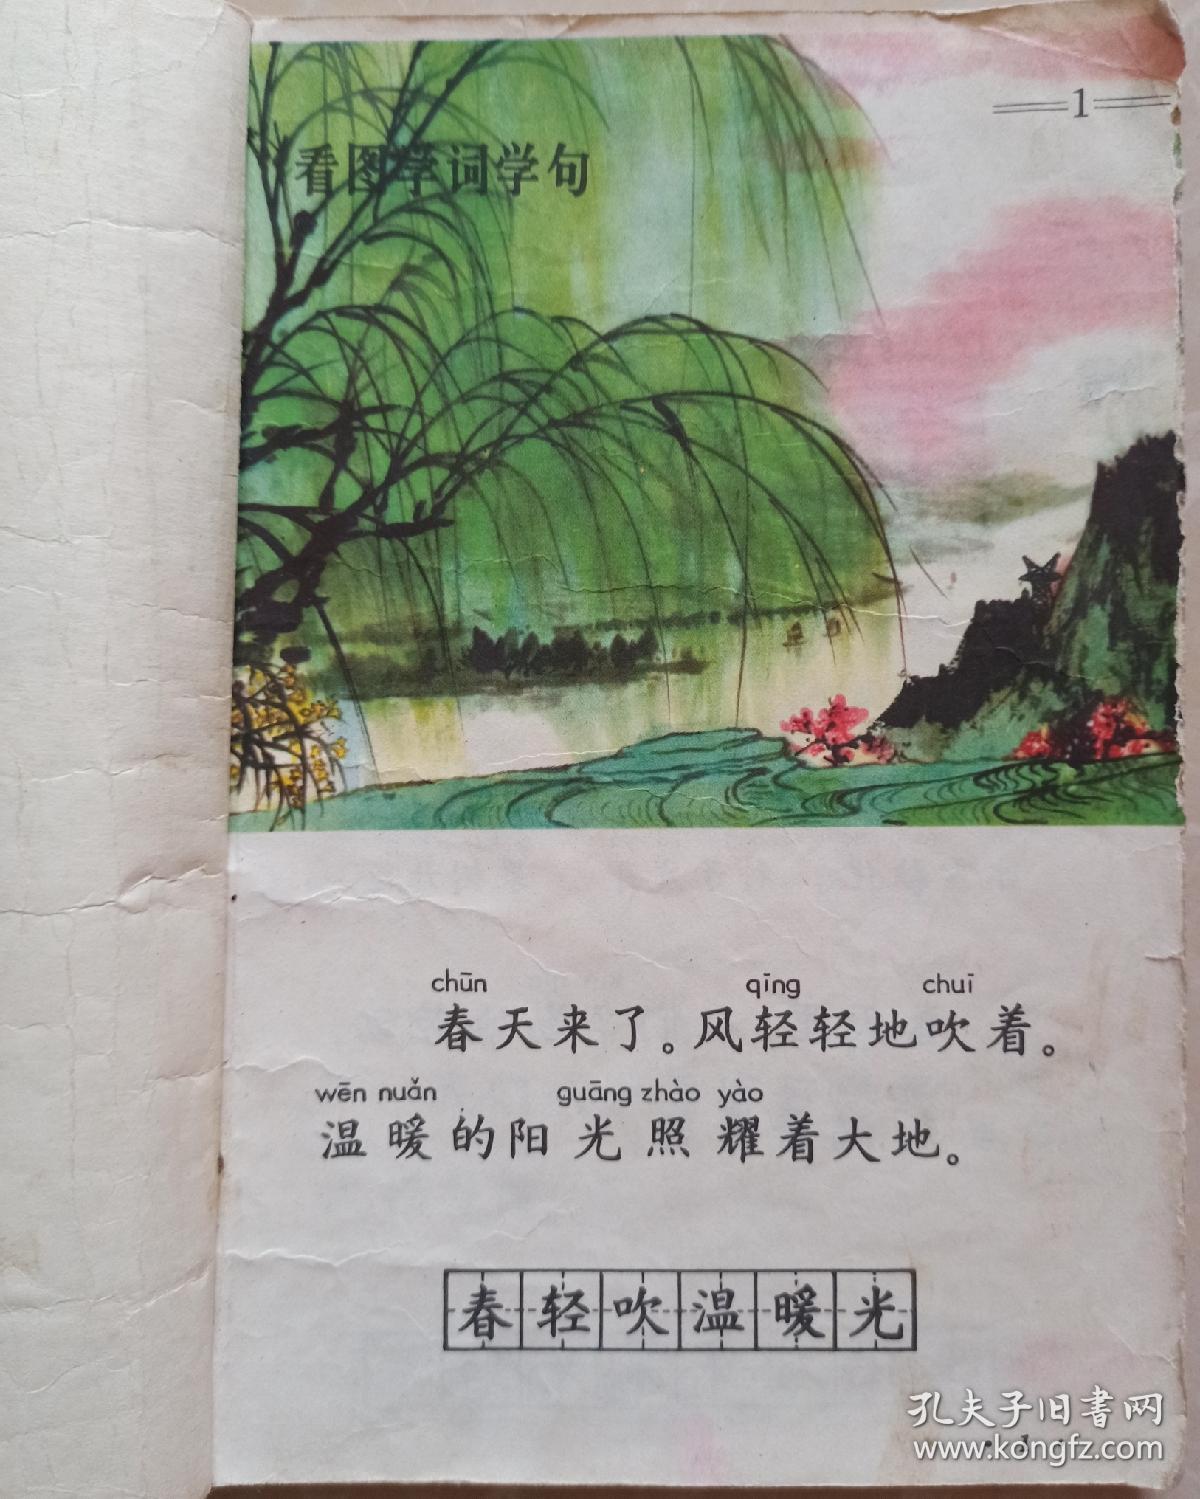 1
看图学词学句
chūn qīng chuī
春天来了。风轻轻地吹着。
wēn nuǎn guāng zhào yào
温暖的阳光照耀着大地。
春轻吹温暖光
孔夫子旧书网
www.kongfz.com